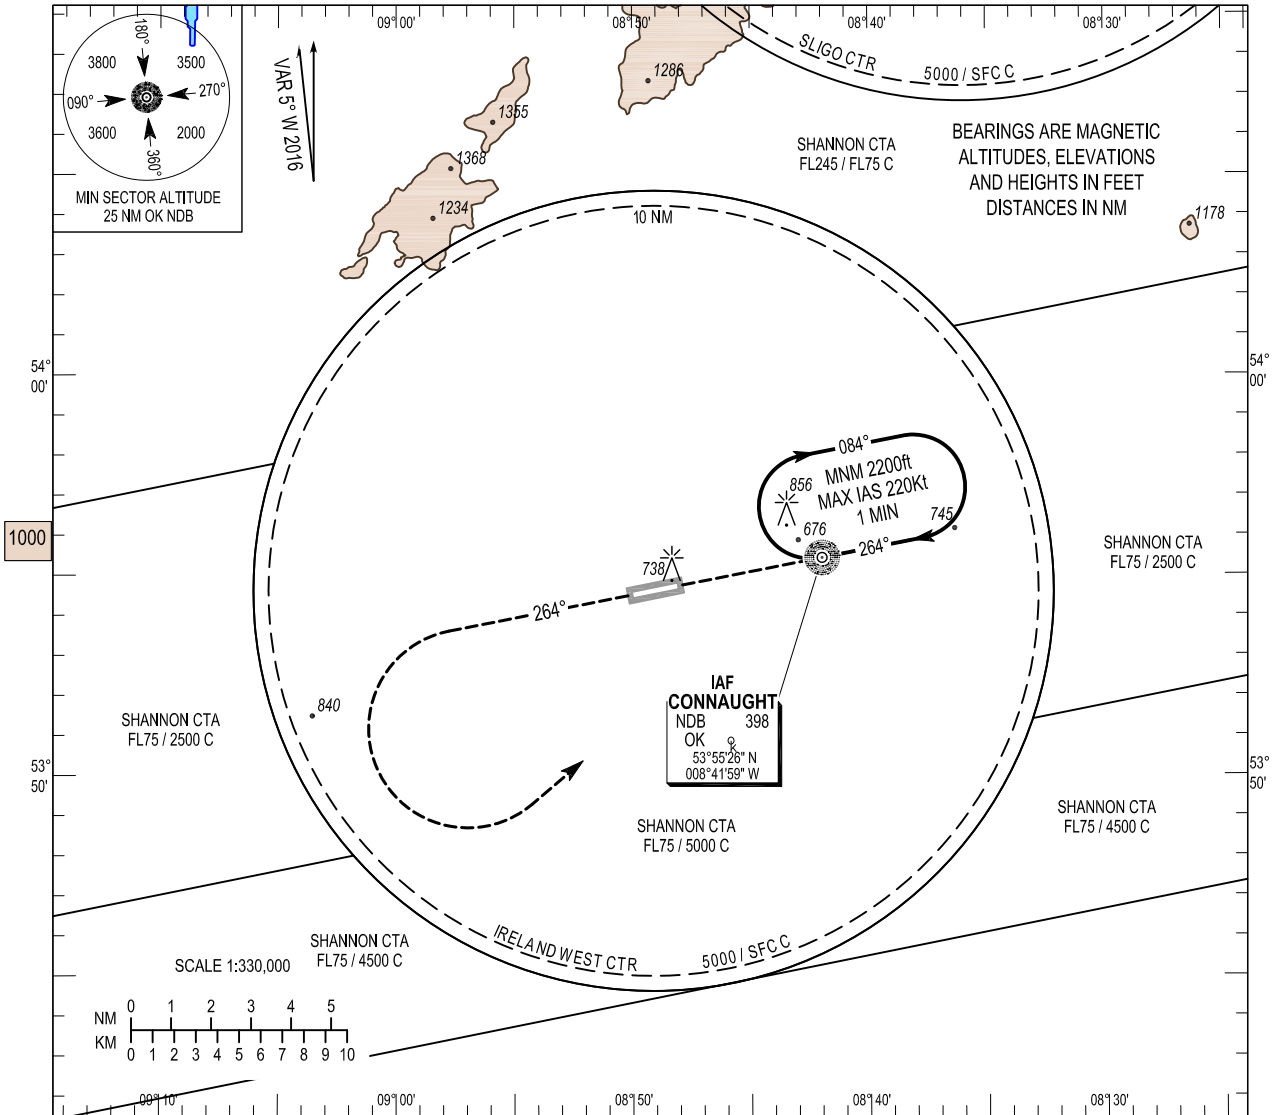 09°00'
08°50'
08°40'
08°30'
180°
3800
3500
090°
270°
3600
2000
360°
MIN SECTOR ALTITUDE
25 NM OK NDB
VAR 5° W 2016
1286
1355
1368
1234
SLIGO CTR
5000 / SFC C
SHANNON CTA
FL245 / FL75 C
BEARINGS ARE MAGNETIC
ALTITUDES, ELEVATIONS
AND HEIGHTS IN FEET
DISTANCES IN NM
1178
10 NM
54°
00'
54°
00'
084°
MNM 2200ft
MAX IAS 220Kt
1 MIN
856
676
745
264°
1000
738
264°
SHANNON CTA
FL75 / 2500 C
IAF
CONNAUGHT
NDB 398
OK
k
53°55'26" N
008°41'59" W
840
SHANNON CTA
FL75 / 2500 C
53°
50'
53°
50'
SHANNON CTA
FL75 / 5000 C
SHANNON CTA
FL75 / 4500 C
IRELAND WEST CTR
5000 / SFC C
SHANNON CTA
FL75 / 4500 C
SCALE 1:330,000
NM 0 1 2 3 4 5
KM 0 1 2 3 4 5 6 7 8 9 10
09°10'
09°00'
08°50'
08°40'
08°30'